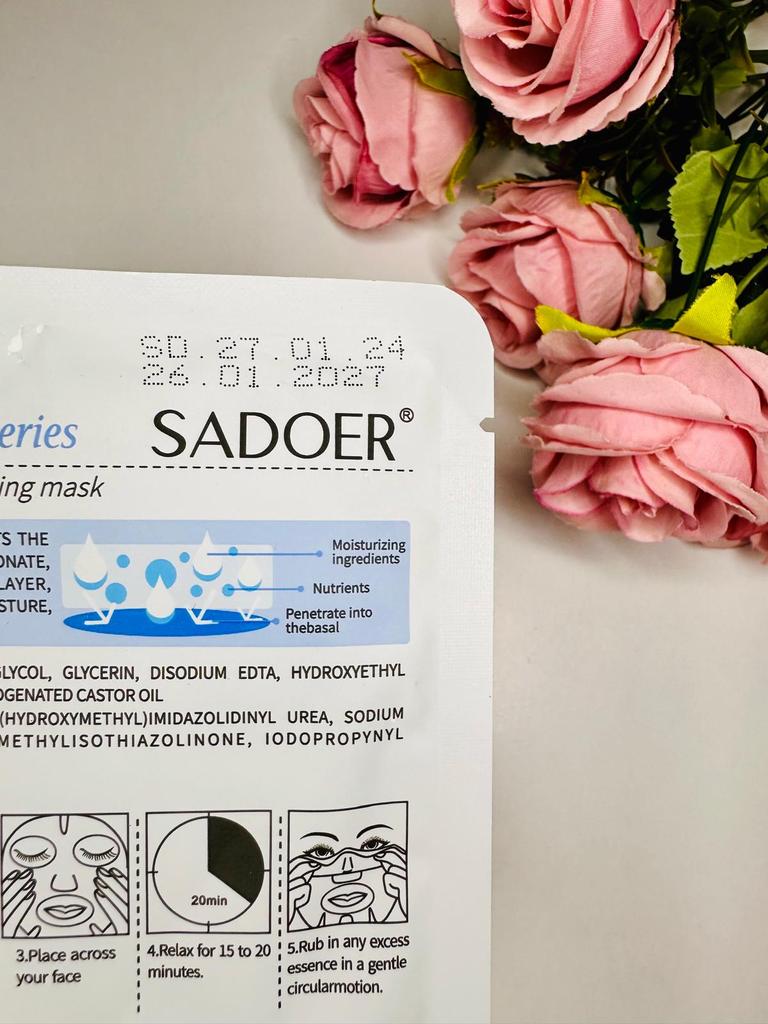 SD.27.01.24
26.01.2027
eries
SADOER®
ing mask
TS THE
ONATE,
LAYER,
STURE,
Moisturizing
ingredients
Nutrients
Penetrate into
thebasal
GLYCOL, GLYCERIN, DISODIUM EDTA, HYDROXYETHYL
OGENATED CASTOR OIL
(HYDROXYMETHYL)IMIDAZOLIDINYL UREA, SODIUM
METHYLISOTHIAZOLINONE, IODOPROPYNYL
3.Place across
your face
20min
4.Relax for 15 to 20
minutes.
5.Rub in any excess
essence in a gentle
circularmotion.